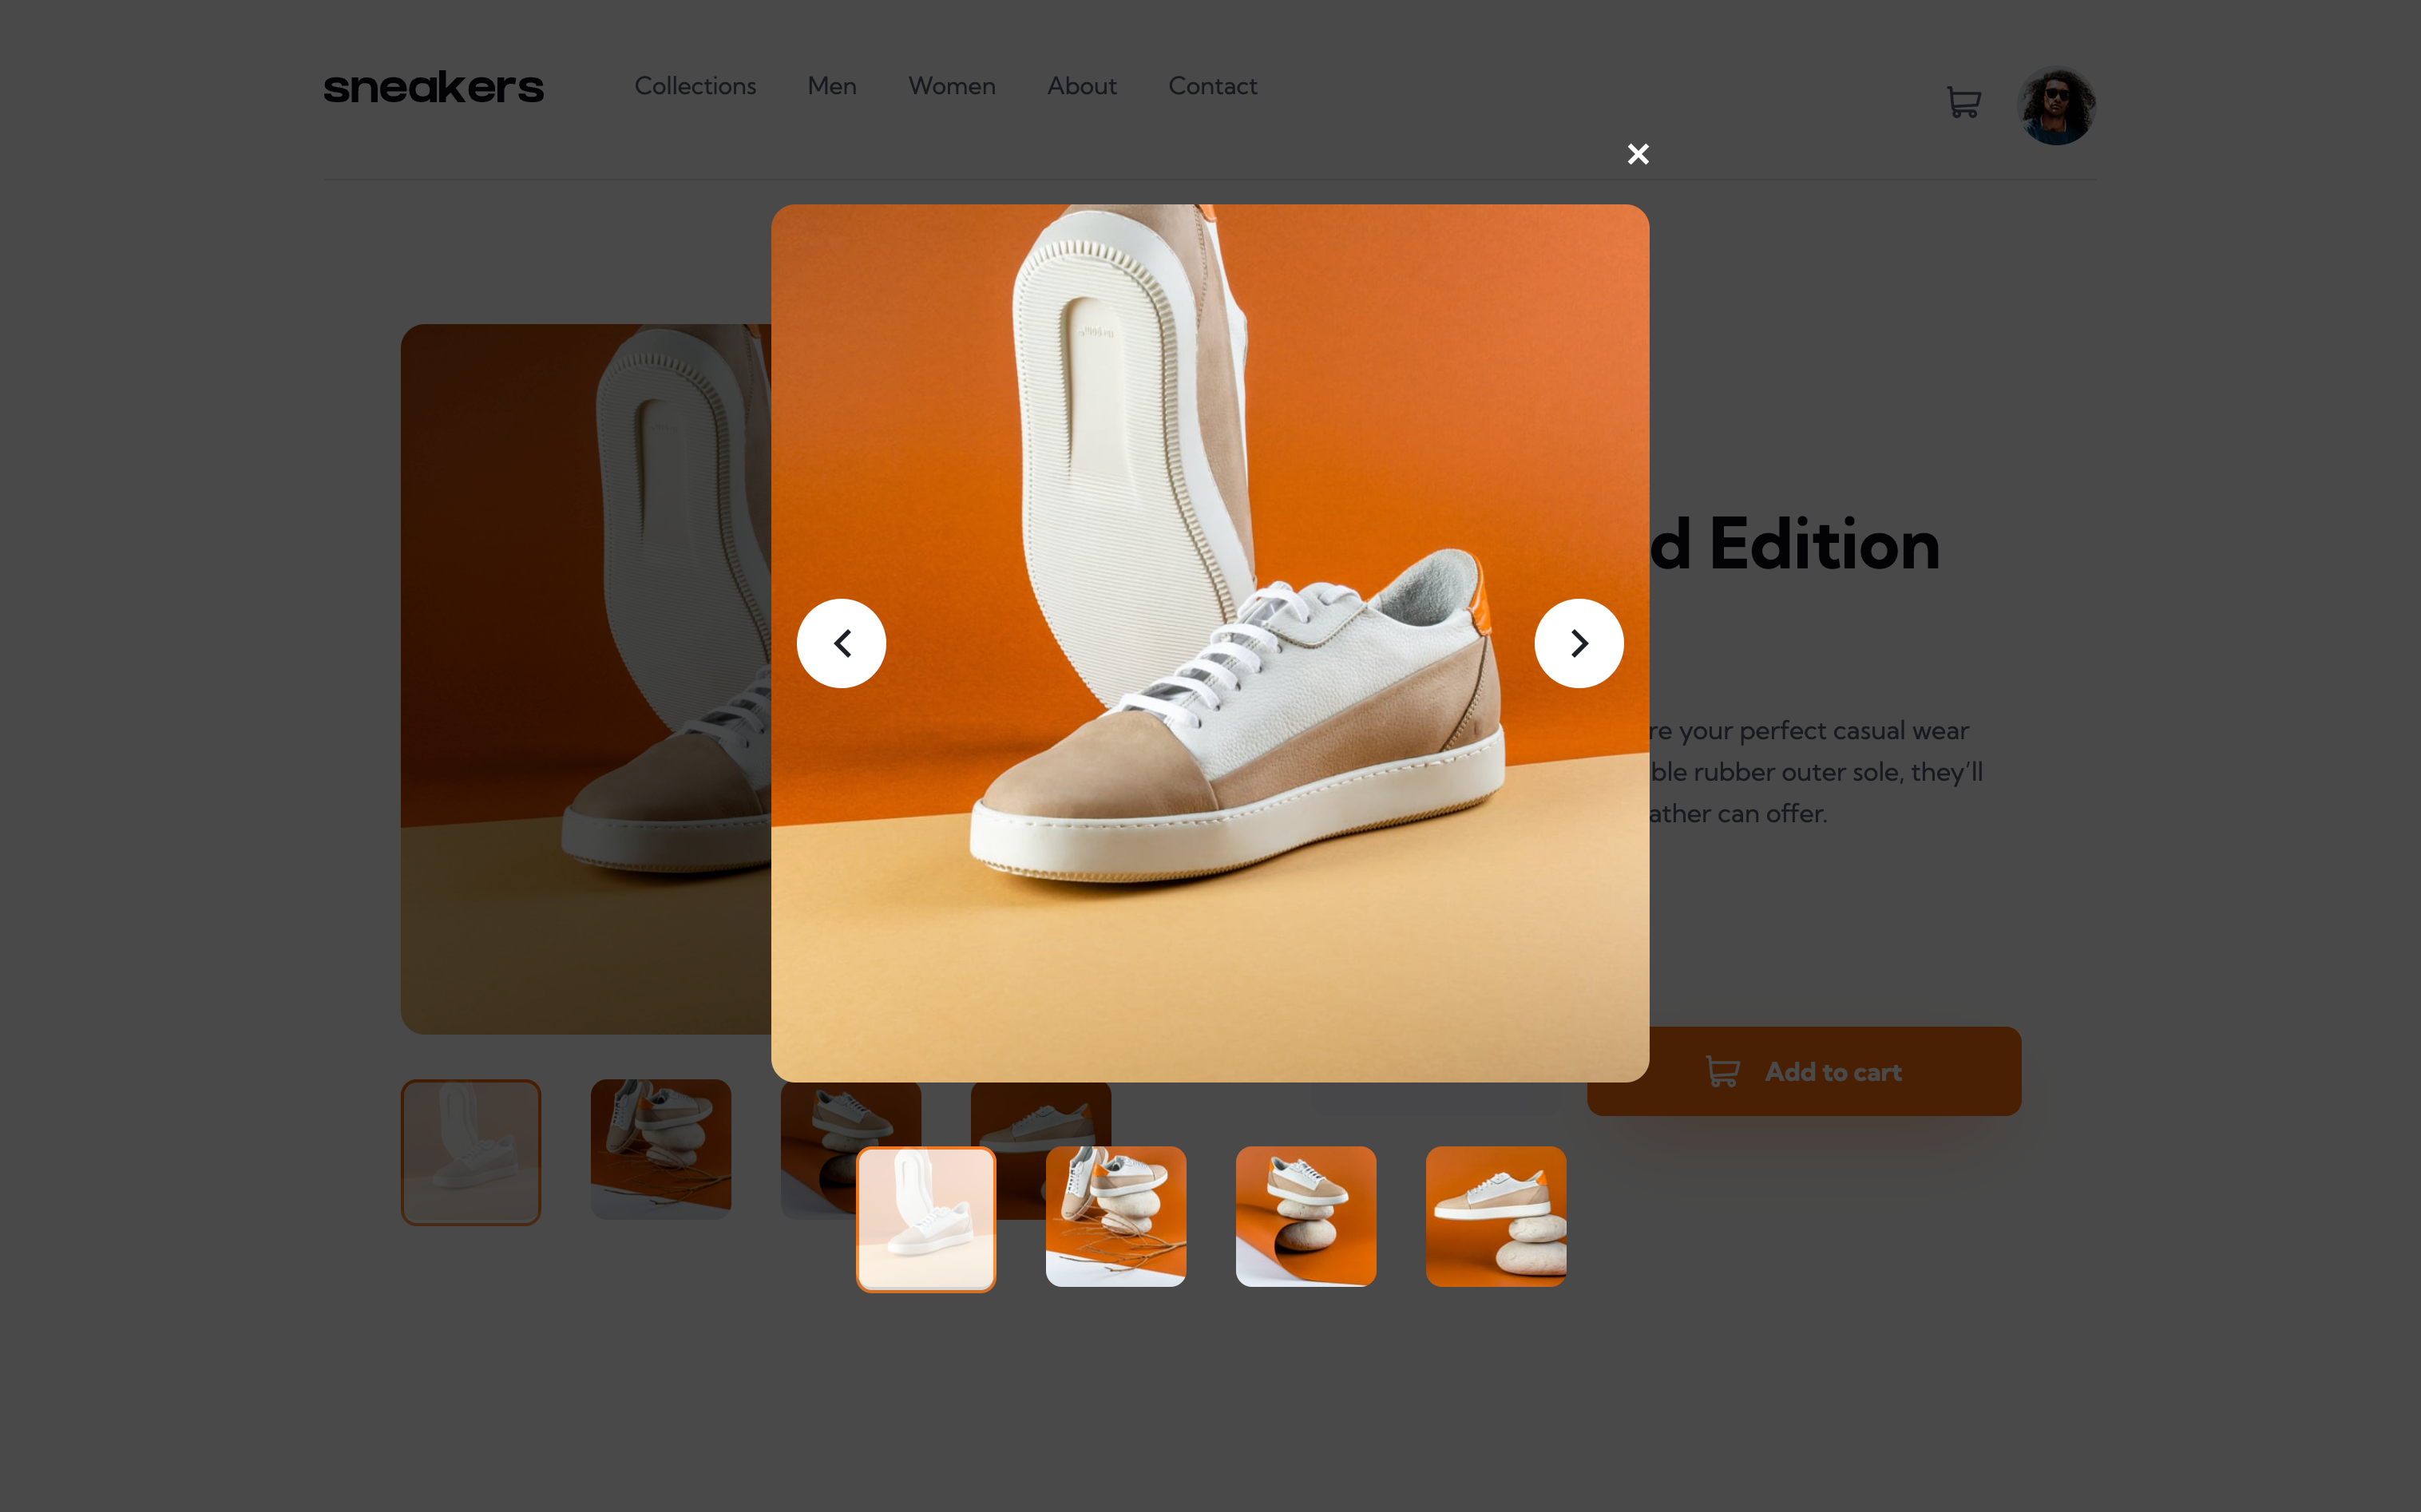 sneakers
Collections
Men
Women
About
Contact
d Edition
re your perfect casual wear
ble rubber outer sole, they’ll
ather can offer.
Add to cart